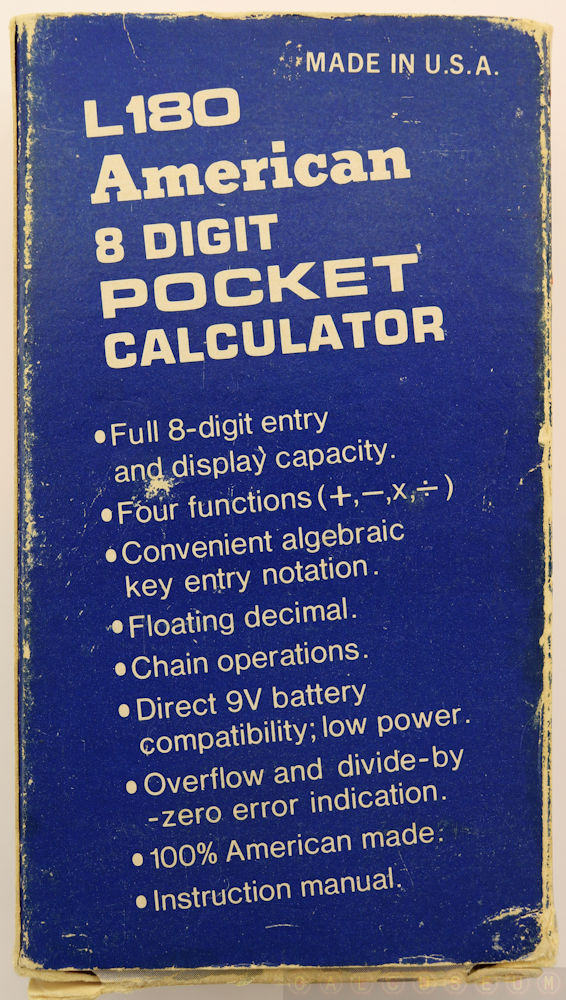 MADE IN U.S.A.
L180
American
8 DIGIT
POCKET
CALCULATOR
•Full 8-digit entry
and display capacity.
•Four functions (+,−,x,÷)
•Convenient algebraic
key entry notation.
•Floating decimal.
•Chain operations.
•Direct 9V battery
compatibility; low power.
•Overflow and divide-by
-zero error indication.
•100% American made.
•Instruction manual.
CALCUSEUM